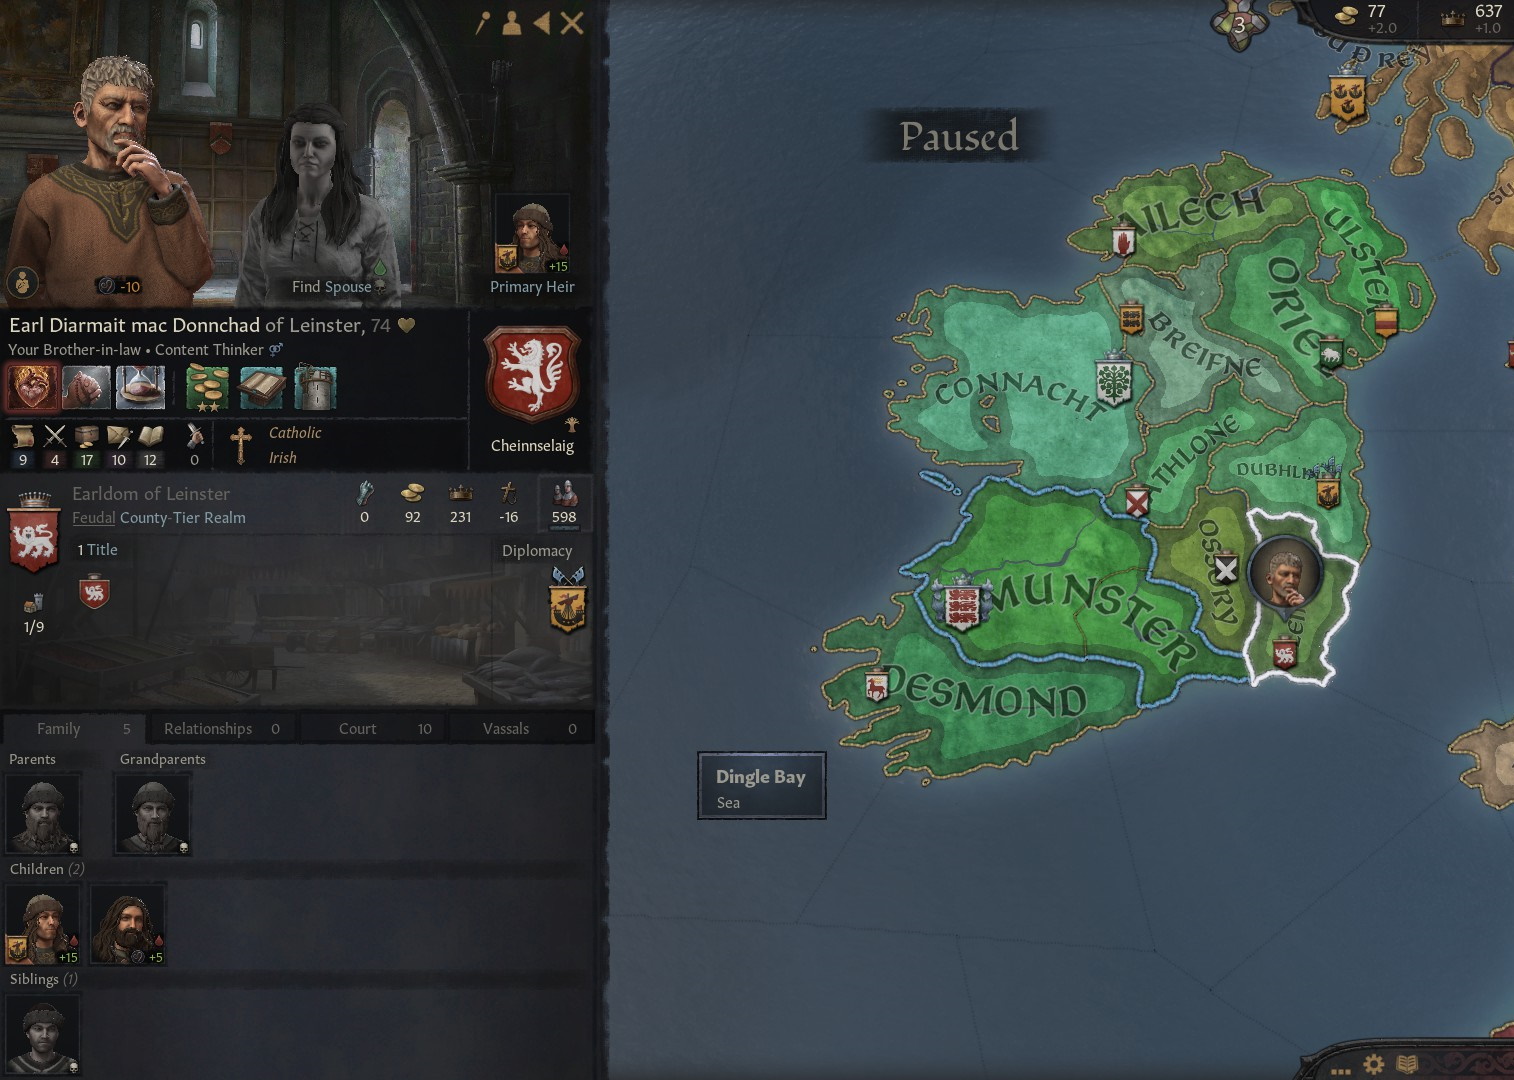 3
77
+2.0
637
+1.0
Paused
-10
Find Spouse
+15
Primary Heir
Earl Diarmait mac Donnchad of Leinster, 74
Your Brother-in-law • Content Thinker
9
4
17
10
12
0
Catholic
Irish
Cheinnselaig
Earldom of Leinster
Feudal County-Tier Realm
0
92
231
-16
598
1 Title
Diplomacy
1/9
Family 5
Relationships 0
Court 10
Vassals 0
Parents
Grandparents
Children (2)
+15
+5
Siblings (1)
AILECH
ULSTER
ORIEL
BREIFNE
CONNACHT
ATHLONE
OSSORY
MUNSTER
DESMOND
Dingle Bay
Sea